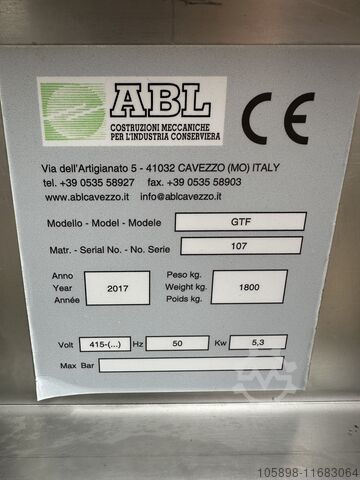 ABL
COSTRUZIONI MECCANICHE
PER L'INDUSTRIA CONSERVIERA
CE
Via dell'Artigianato 5 - 41032 CAVEZZO (MO) ITALY
tel. +39 0535 58927 fax. +39 0535 58903
www.ablcavezzo.it info@ablcavezzo.it
Modello - Model - Modele GTF
Matr. - Serial No. - No. Serie 107
Anno
Year
Année
2017
Peso kg.
Weight kg.
Poids kg.
1800
Volt 415-(...) Hz 50 Kw 5,3
Max Bar
105898-11683064